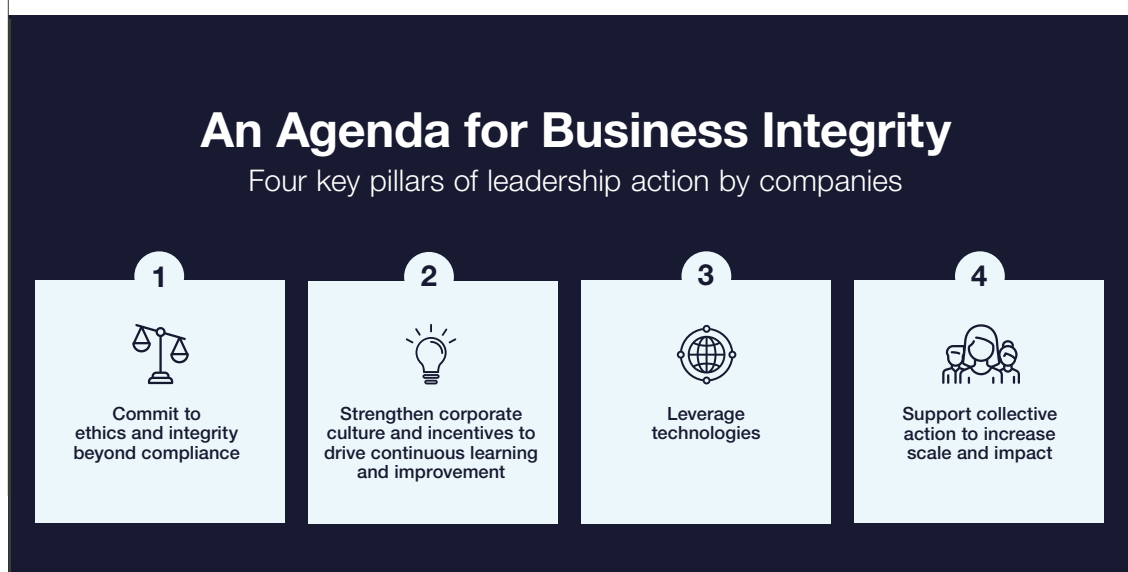 An Agenda for Business Integrity
Four key pillars of leadership action by companies
1
Commit to
ethics and integrity
beyond compliance
2
Strengthen corporate
culture and incentives to
drive continuous learning
and improvement
3
Leverage
technologies
4
Support collective
action to increase
scale and impact